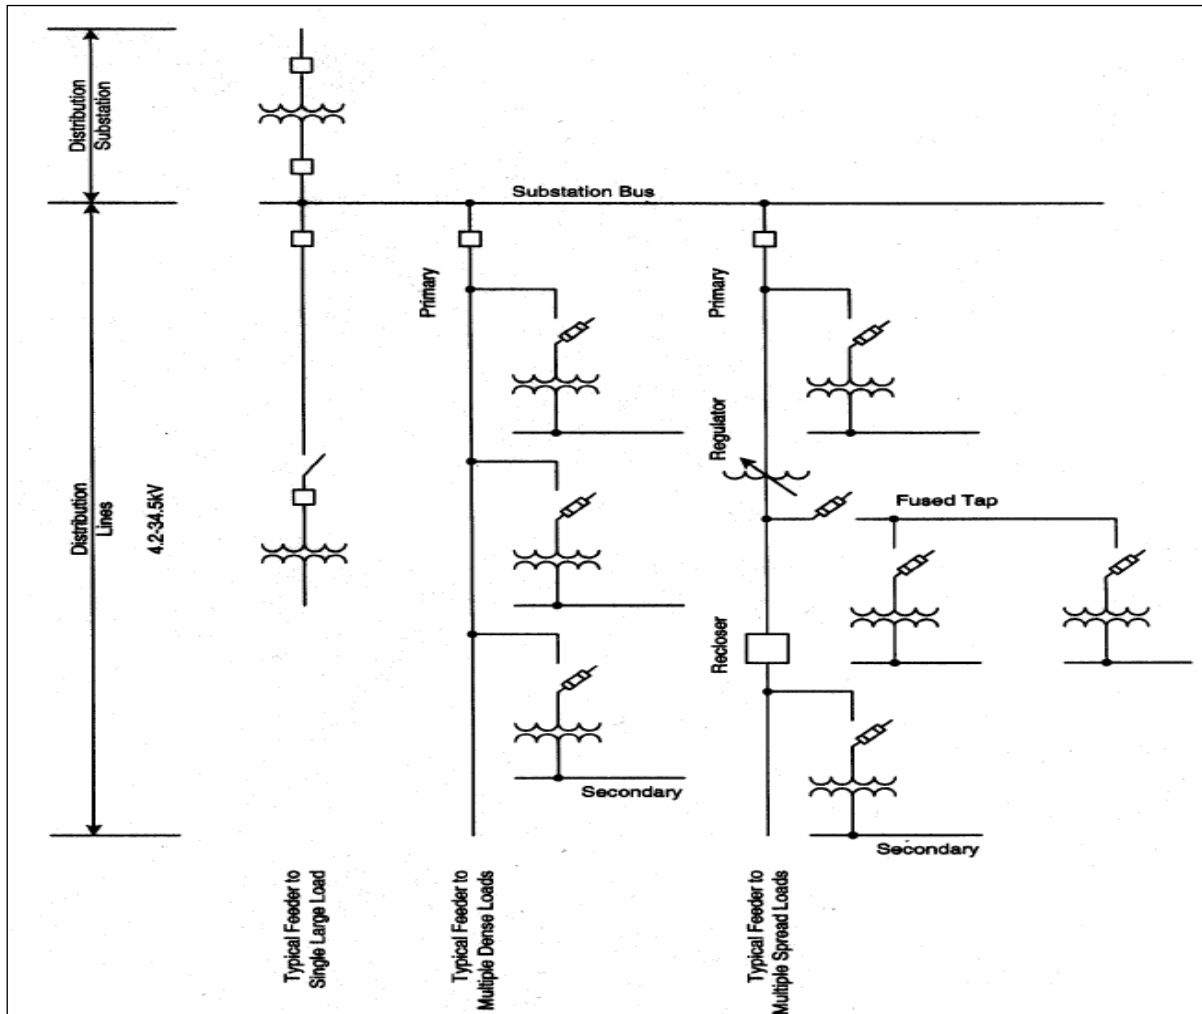 Distribution
Substation
Substation Bus
Primary
Primary
Regulator
Distribution
Lines
4.2-34.5kV
Fused Tap
Recloser
Secondary
Secondary
Typical Feeder to
Single Large Load
Typical Feeder to
Multiple Dense Loads
Typical Feeder to
Multiple Spread Loads